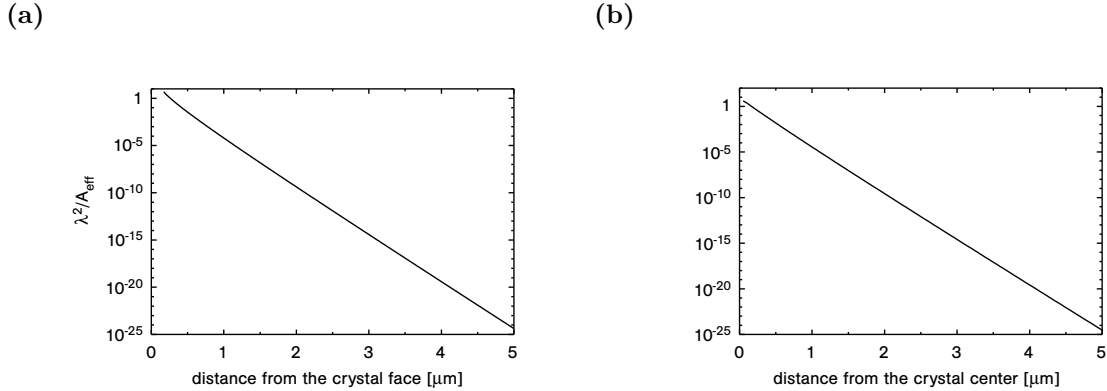 (a)
(b)
λ²/A_eff
1
10⁻⁵
10⁻¹⁰
10⁻¹⁵
10⁻²⁰
10⁻²⁵
0 1 2 3 4 5
distance from the crystal face [μm]
1
10⁻⁵
10⁻¹⁰
10⁻¹⁵
10⁻²⁰
10⁻²⁵
0 1 2 3 4 5
distance from the crystal center [μm]